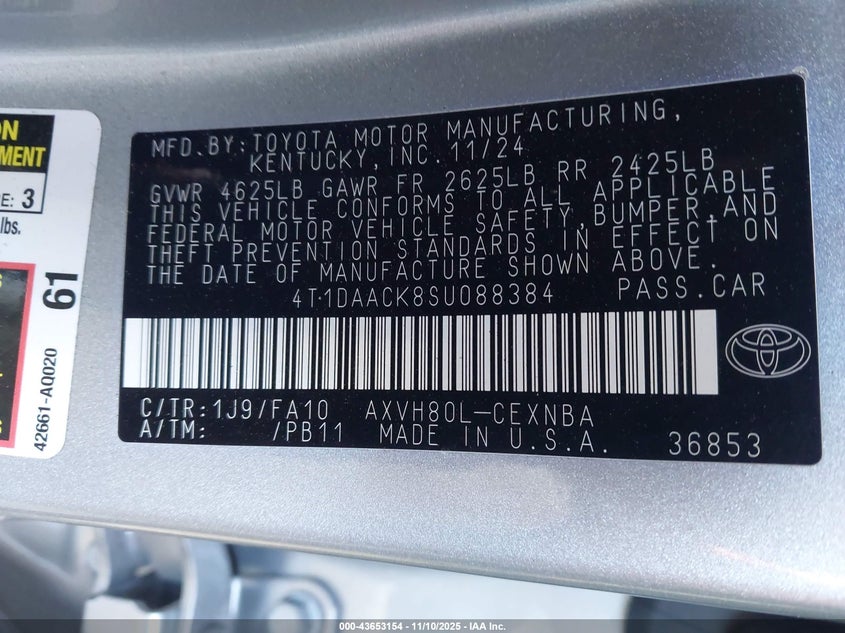 ON
EMENT
E: 3
lbs.
61
42661-AQ020
MFD.BY:TOYOTA MOTOR MANUFACTURING,
KENTUCKY,INC.11/24
GVWR 4625LB GAWR FR 2625LB RR 2425LB
THIS VEHICLE CONFORMS TO ALL APPLICABLE
FEDERAL MOTOR VEHICLE SAFETY,BUMPER,AND
THEFT PREVENTION STANDARDS IN EFFECT ON
THE DATE OF MANUFACTURE SHOWN ABOVE.
4T1DAACK8SU088384 PASS.CAR
C/TR:1J9/FA10 AXVH80L-CEXNBA
A/TM: /PB11 MADE IN U.S.A. 36853
000-43653154 - 11/10/2025 - IAA Inc.